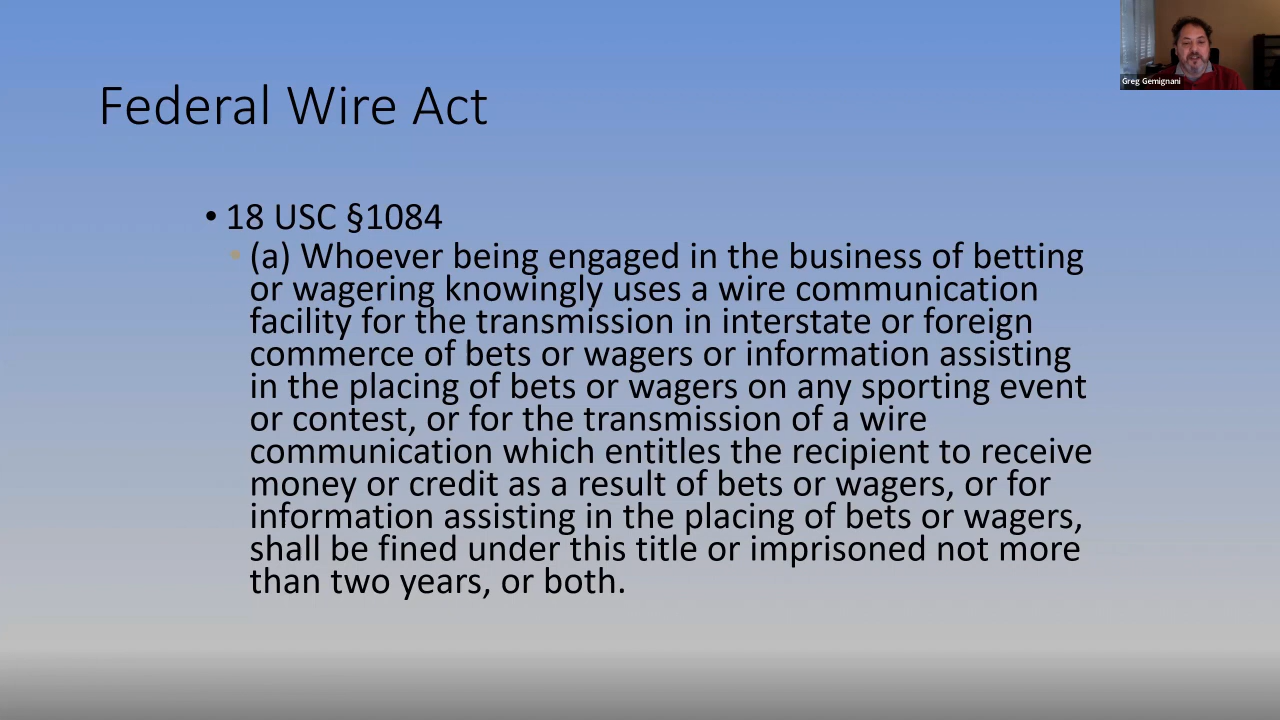 Greg Gemignani
Federal Wire Act
• 18 USC §1084
(a) Whoever being engaged in the business of betting
or wagering knowingly uses a wire communication
facility for the transmission in interstate or foreign
commerce of bets or wagers or information assisting
in the placing of bets or wagers on any sporting event
or contest, or for the transmission of a wire
communication which entitles the recipient to receive
money or credit as a result of bets or wagers, or for
information assisting in the placing of bets or wagers,
shall be fined under this title or imprisoned not more
than two years, or both.